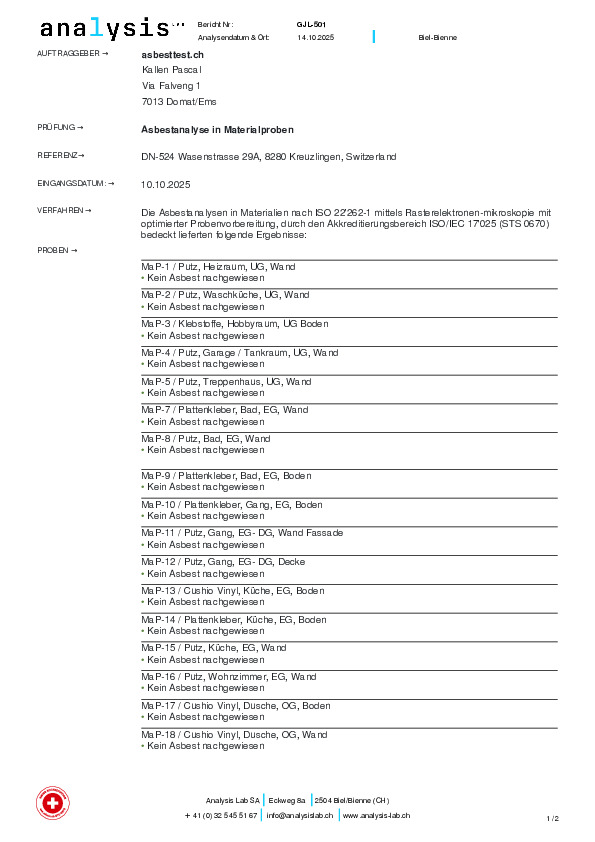 analysis
Bericht Nr: GJL-501
Analysendatum & Ort: 14.10.2025 Biel-Bienne
AUFTRAGGEBER → asbesttest.ch
Kallen Pascal
Via Falveng 1
7013 Domat/Ems
PRÜFUNG → Asbestanalyse in Materialproben
REFERENZ→ DN-524 Wasenstrasse 29A, 8280 Kreuzlingen, Switzerland
EINGANGSDATUM: → 10.10.2025
VERFAHREN → Die Asbestanalysen in Materialien nach ISO 22'262-1 mittels Rasterelektronen-mikroskopie mit
optimierter Probenvorbereitung, durch den Akkreditierungsbereich ISO/IEC 17'025 (STS 0670)
bedeckt lieferten folgende Ergebnisse:
PROBEN →
MaP-1 / Putz, Heizraum, UG, Wand
• Kein Asbest nachgewiesen
MaP-2 / Putz, Waschküche, UG, Wand
• Kein Asbest nachgewiesen
MaP-3 / Klebstoffe, Hobbyraum, UG Boden
• Kein Asbest nachgewiesen
MaP-4 / Putz, Garage / Tankraum, UG, Wand
• Kein Asbest nachgewiesen
MaP-5 / Putz, Treppenhaus, UG, Wand
• Kein Asbest nachgewiesen
MaP-7 / Plattenkleber, Bad, EG, Wand
• Kein Asbest nachgewiesen
MaP-8 / Putz, Bad, EG, Wand
• Kein Asbest nachgewiesen
MaP-9 / Plattenkleber, Bad, EG, Boden
• Kein Asbest nachgewiesen
MaP-10 / Plattenkleber, Gang, EG, Boden
• Kein Asbest nachgewiesen
MaP-11 / Putz, Gang, EG- DG, Wand Fassade
• Kein Asbest nachgewiesen
MaP-12 / Putz, Gang, EG- DG, Decke
• Kein Asbest nachgewiesen
MaP-13 / Cushio Vinyl, Küche, EG, Boden
• Kein Asbest nachgewiesen
MaP-14 / Plattenkleber, Küche, EG, Boden
• Kein Asbest nachgewiesen
MaP-15 / Putz, Küche, EG, Wand
• Kein Asbest nachgewiesen
MaP-16 / Putz, Wohnzimmer, EG, Wand
• Kein Asbest nachgewiesen
MaP-17 / Cushio Vinyl, Dusche, OG, Boden
• Kein Asbest nachgewiesen
MaP-18 / Cushio Vinyl, Dusche, OG, Wand
• Kein Asbest nachgewiesen
Analysis Lab SA | Eckweg 8a | 2504 Biel/Bienne (CH)
+ 41 (0) 32 545 51 67 | info@analysislab.ch | www.analysis-lab.ch
1 / 2